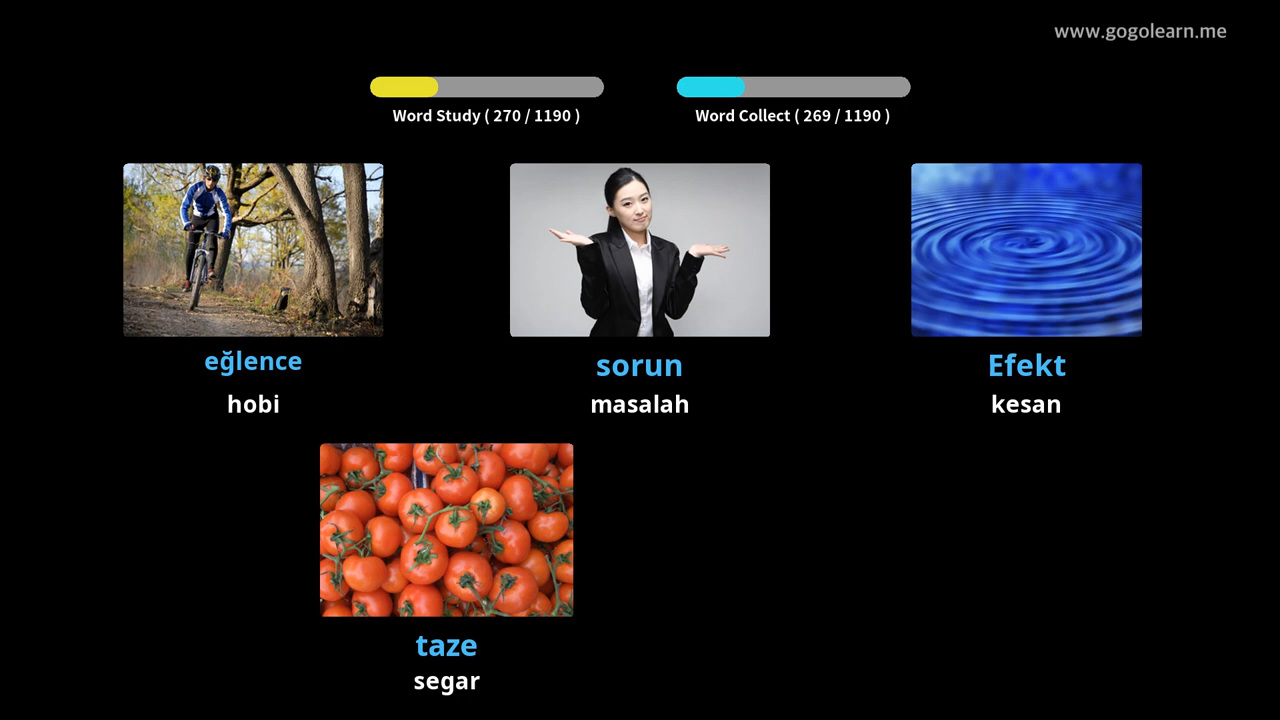 www.gogolearn.me
Word Study ( 270 / 1190 )
Word Collect ( 269 / 1190 )
eğlence
hobi
sorun
masalah
Efekt
kesan
taze
segar